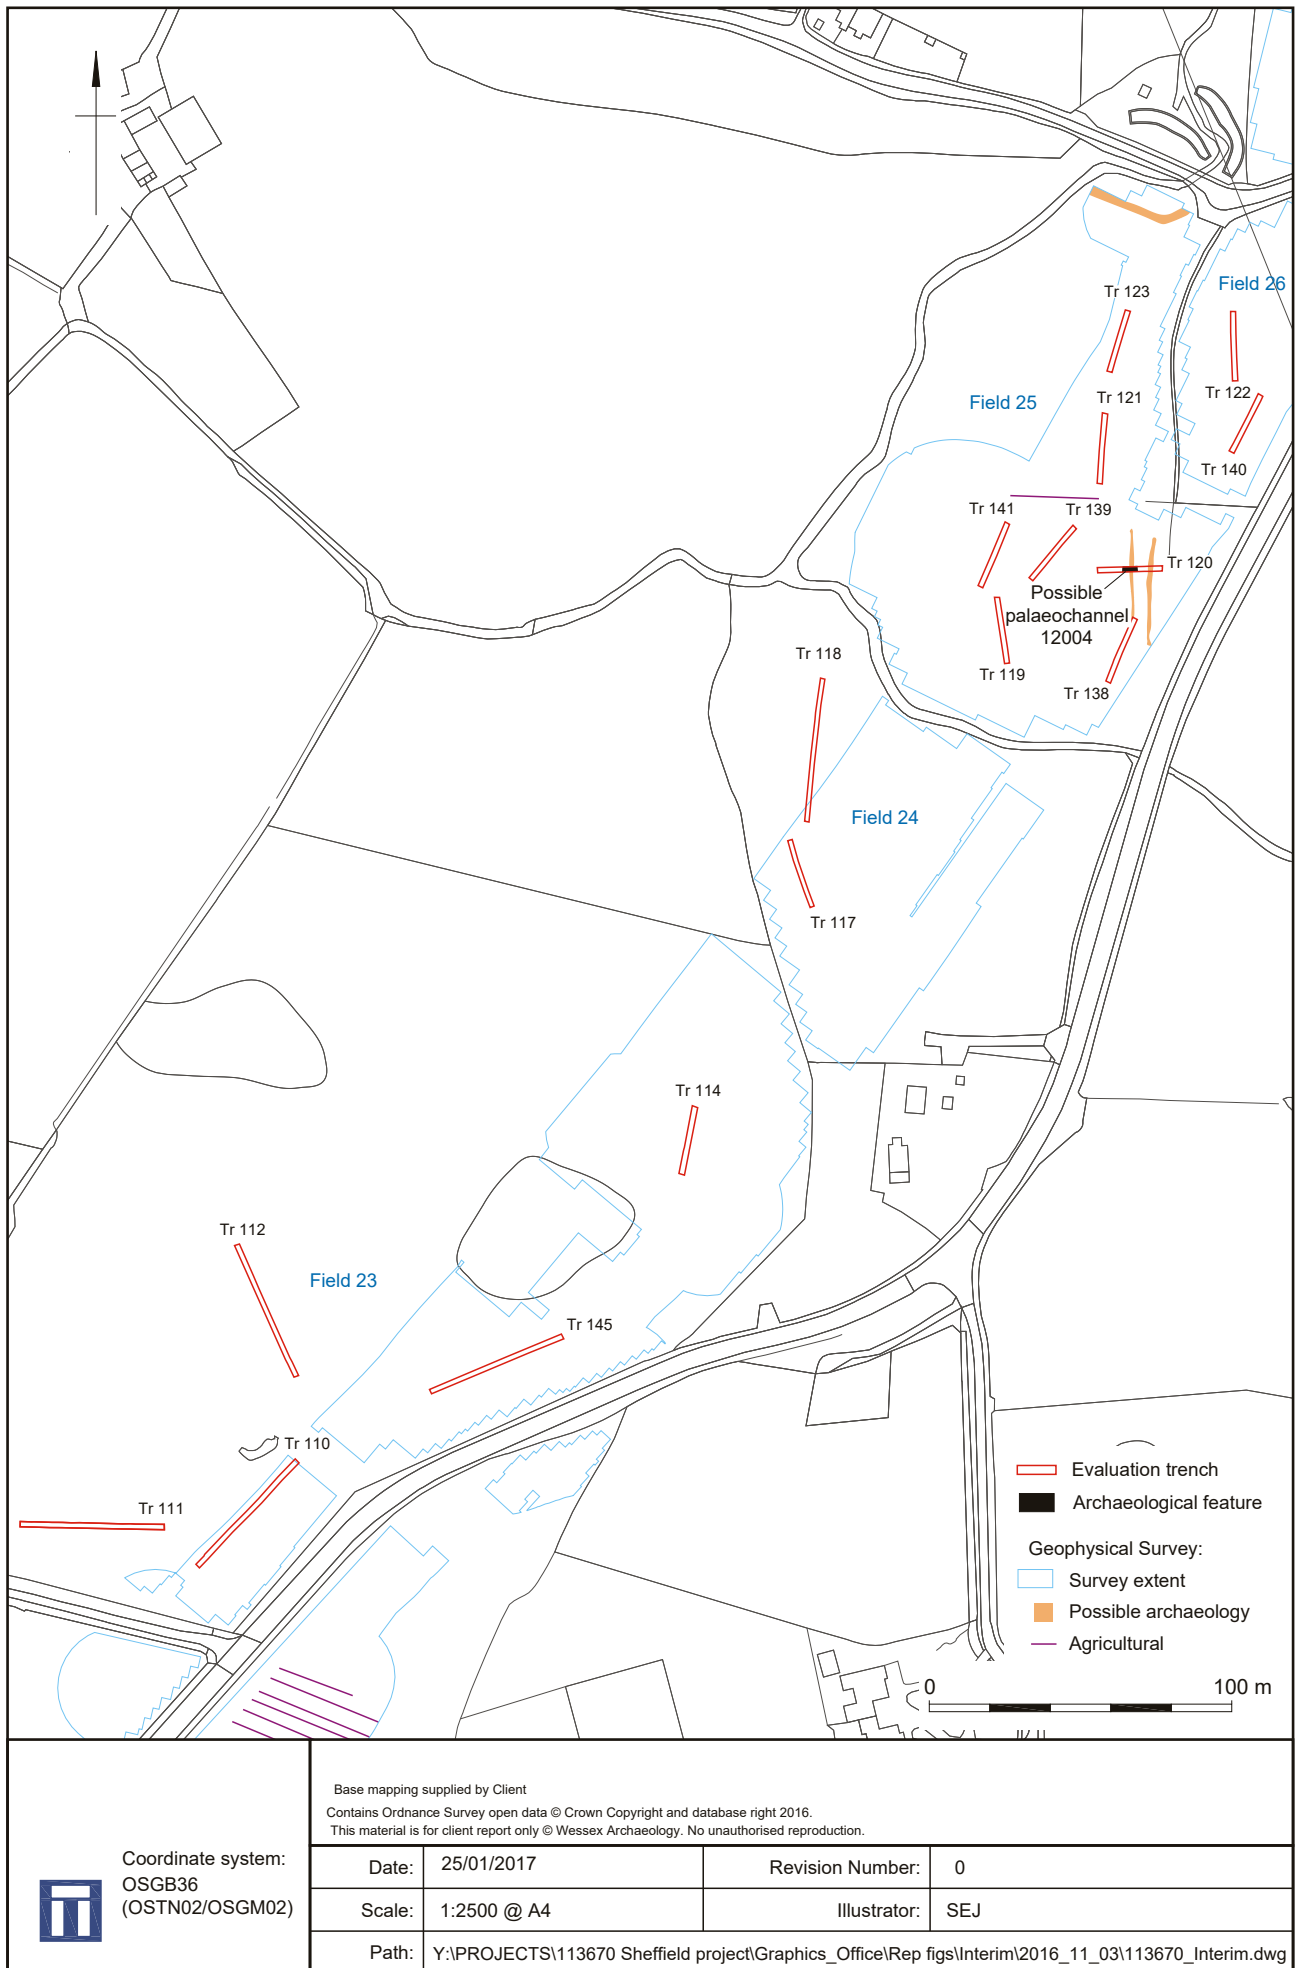 Tr 123
Field 26
Tr 121
Field 25
Tr 122
Tr 140
Tr 141
Tr 139
Tr 120
Possible
palaeochannel
12004
Tr 118
Tr 119
Tr 138
Field 24
Tr 117
Tr 114
Tr 112
Field 23
Tr 145
Tr 110
Tr 111
Evaluation trench
Archaeological feature
Geophysical Survey:
Survey extent
Possible archaeology
Agricultural
0 100 m
Base mapping supplied by Client
Contains Ordnance Survey open data © Crown Copyright and database right 2016.
This material is for client report only © Wessex Archaeology. No unauthorised reproduction.
Coordinate system:
OSGB36
(OSTN02/OSGM02)
Date: 25/01/2017 Revision Number: 0
Scale: 1:2500 @ A4 Illustrator: SEJ
Path: Y:\PROJECTS\113670 Sheffield project\Graphics_Office\Rep figs\Interim\2016_11_03\113670_Interim.dwg